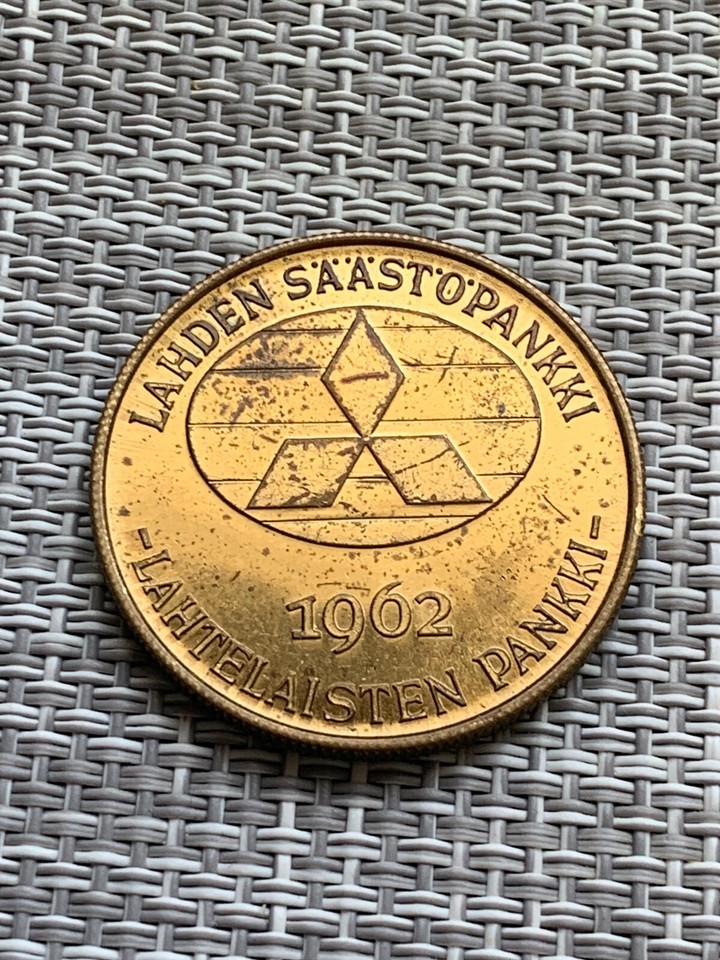 LAHDEN SÄÄSTÖPANKKI
1962
-LAHTELAISTEN PANKKI-